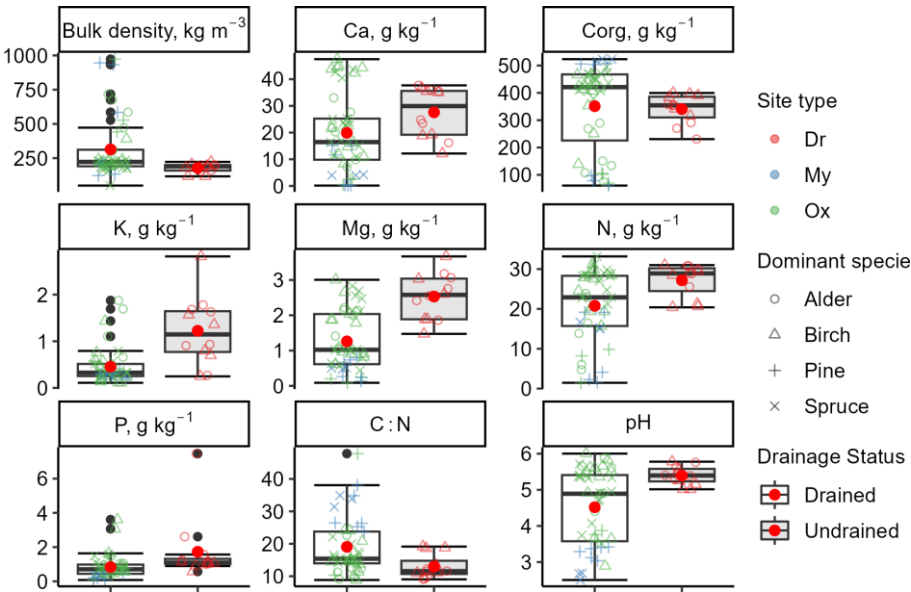 Bulk density, kg m⁻³
Ca, g kg⁻¹
Corg, g kg⁻¹
1000
750
500
250
40
30
20
10
0
500
400
300
200
100
K, g kg⁻¹
Mg, g kg⁻¹
N, g kg⁻¹
2
1
0
3
2
1
0
30
20
10
0
P, g kg⁻¹
C:N
pH
6
4
2
0
40
30
20
10
6
5
4
3
Site type
Dr
My
Ox
Dominant specie
Alder
Birch
Pine
Spruce
Drainage Status
Drained
Undrained